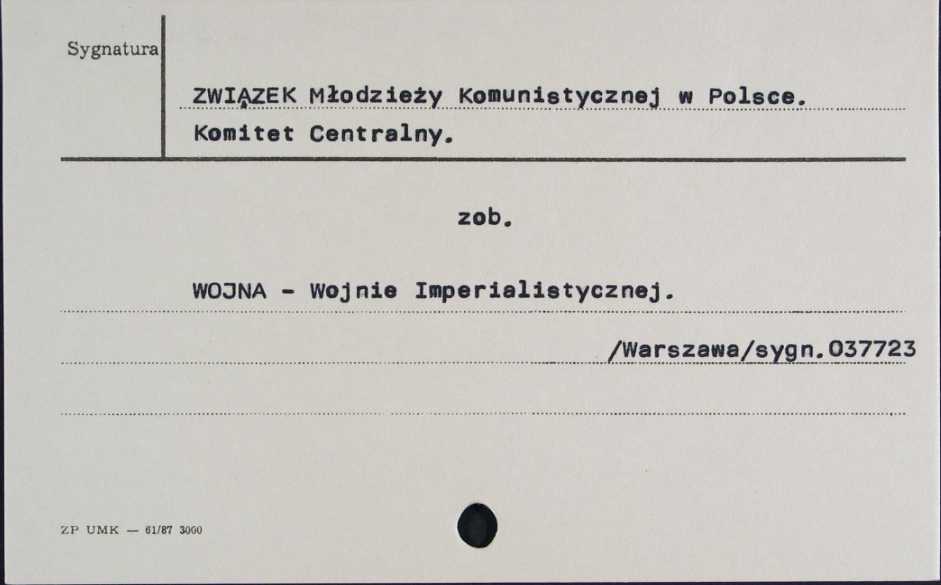 Sygnatura
ZWIĄZEK Młodzieży Komunistycznej w Polsce.
Komitet Centralny.
zob.
WOJNA - Wojnie Imperialistycznej.
/Warszawa/sygn.037723
ZP UMK — 61/87 3000